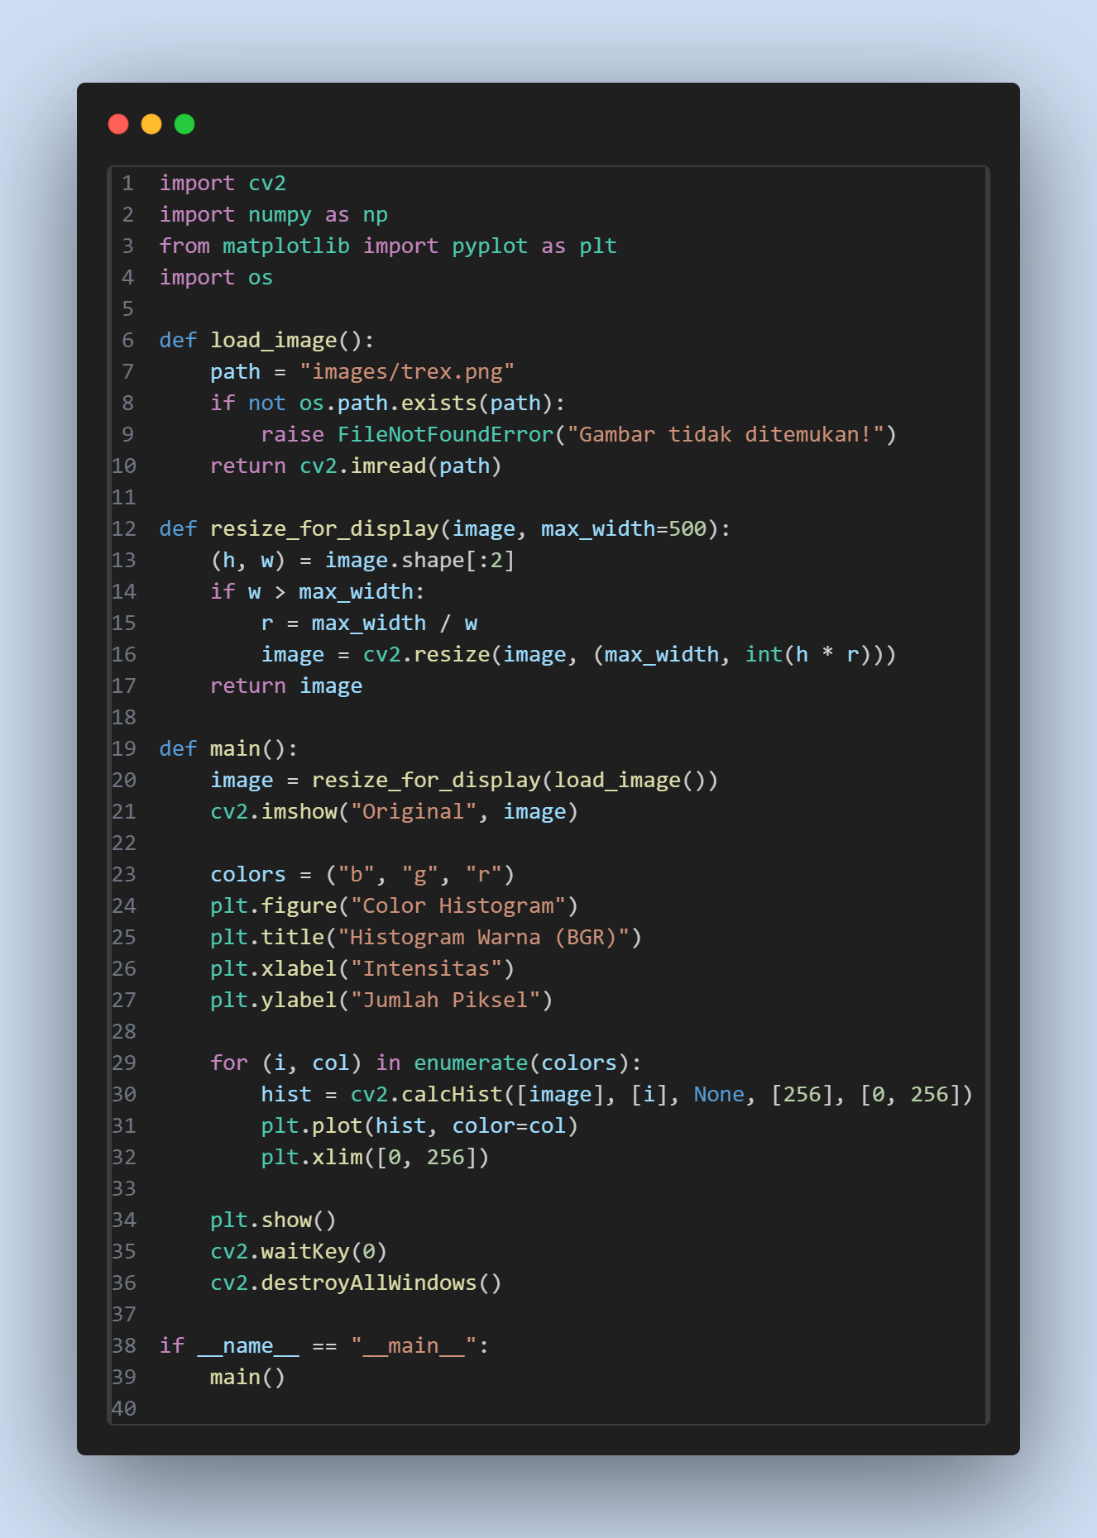 1 import cv2
2 import numpy as np
3 from matplotlib import pyplot as plt
4 import os
5
6 def load_image():
7     path = "images/trex.png"
8     if not os.path.exists(path):
9         raise FileNotFoundError("Gambar tidak ditemukan!")
10     return cv2.imread(path)
11
12 def resize_for_display(image, max_width=500):
13     (h, w) = image.shape[:2]
14     if w > max_width:
15         r = max_width / w
16         image = cv2.resize(image, (max_width, int(h * r)))
17     return image
18
19 def main():
20     image = resize_for_display(load_image())
21     cv2.imshow("Original", image)
22
23     colors = ("b", "g", "r")
24     plt.figure("Color Histogram")
25     plt.title("Histogram Warna (BGR)")
26     plt.xlabel("Intensitas")
27     plt.ylabel("Jumlah Piksel")
28
29     for (i, col) in enumerate(colors):
30         hist = cv2.calcHist([image], [i], None, [256], [0, 256])
31         plt.plot(hist, color=col)
32         plt.xlim([0, 256])
33
34     plt.show()
35     cv2.waitKey(0)
36     cv2.destroyAllWindows()
37
38 if __name__ == "__main__":
39     main()
40